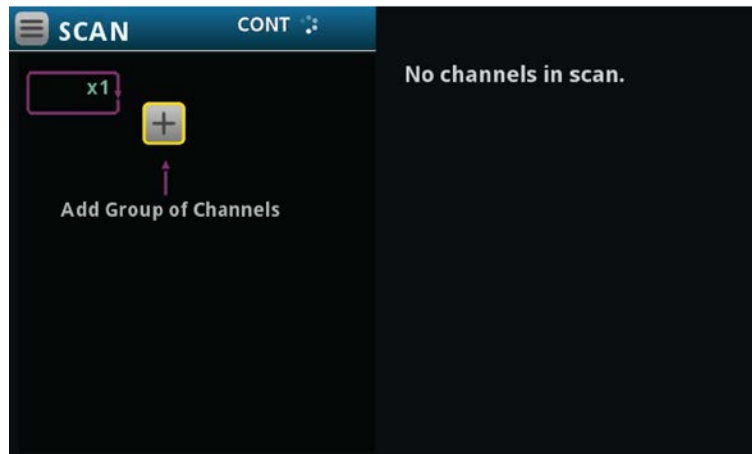 SCAN
CONT
x1
+
Add Group of Channels
No channels in scan.